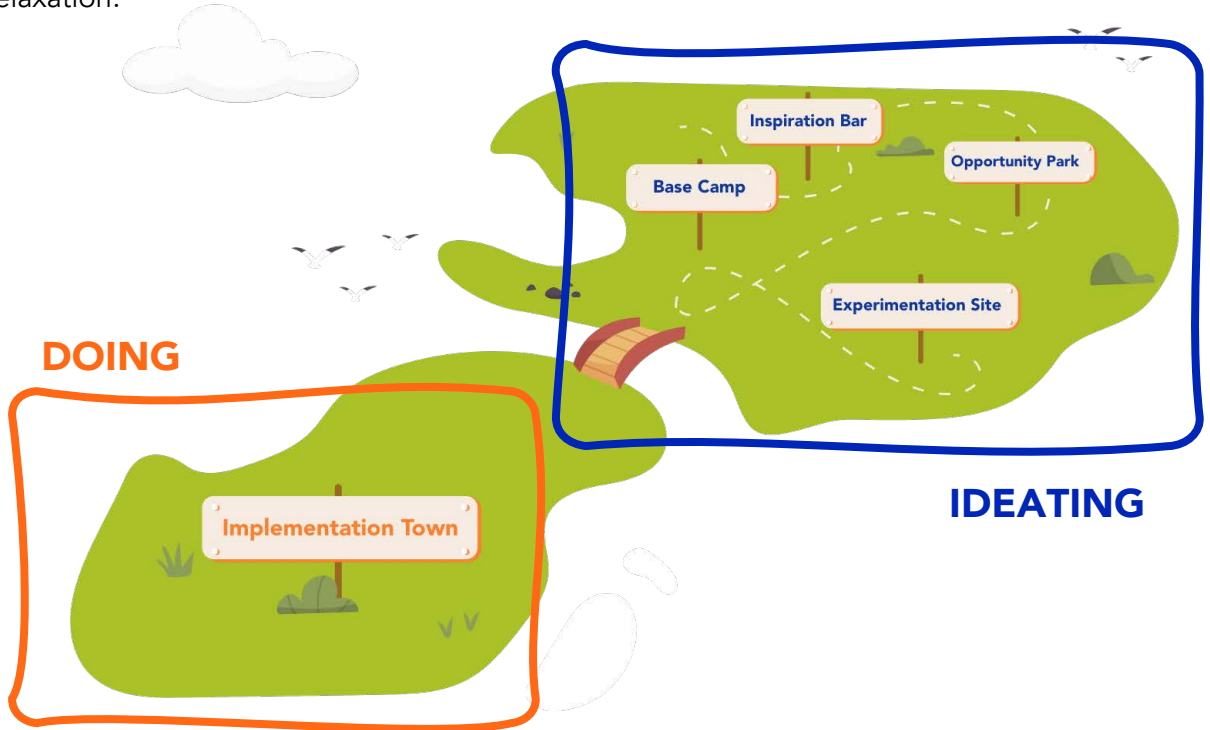 elaxation.
Inspiration Bar
Opportunity Park
Base Camp
Experimentation Site
DOING
IDEATING
Implementation Town